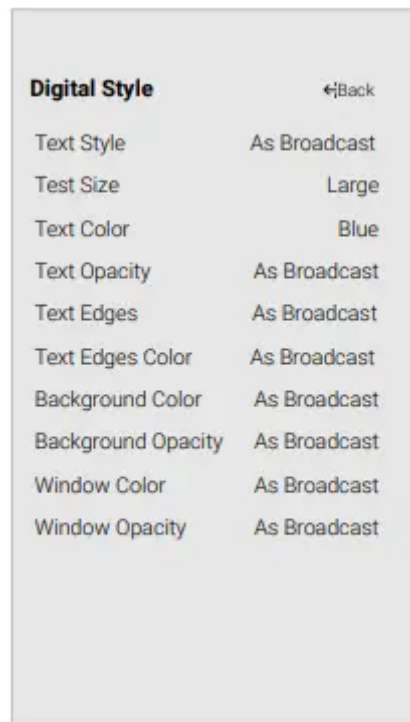 Digital Style Back
Text Style As Broadcast
Test Size Large
Text Color Blue
Text Opacity As Broadcast
Text Edges As Broadcast
Text Edges Color As Broadcast
Background Color As Broadcast
Background Opacity As Broadcast
Window Color As Broadcast
Window Opacity As Broadcast